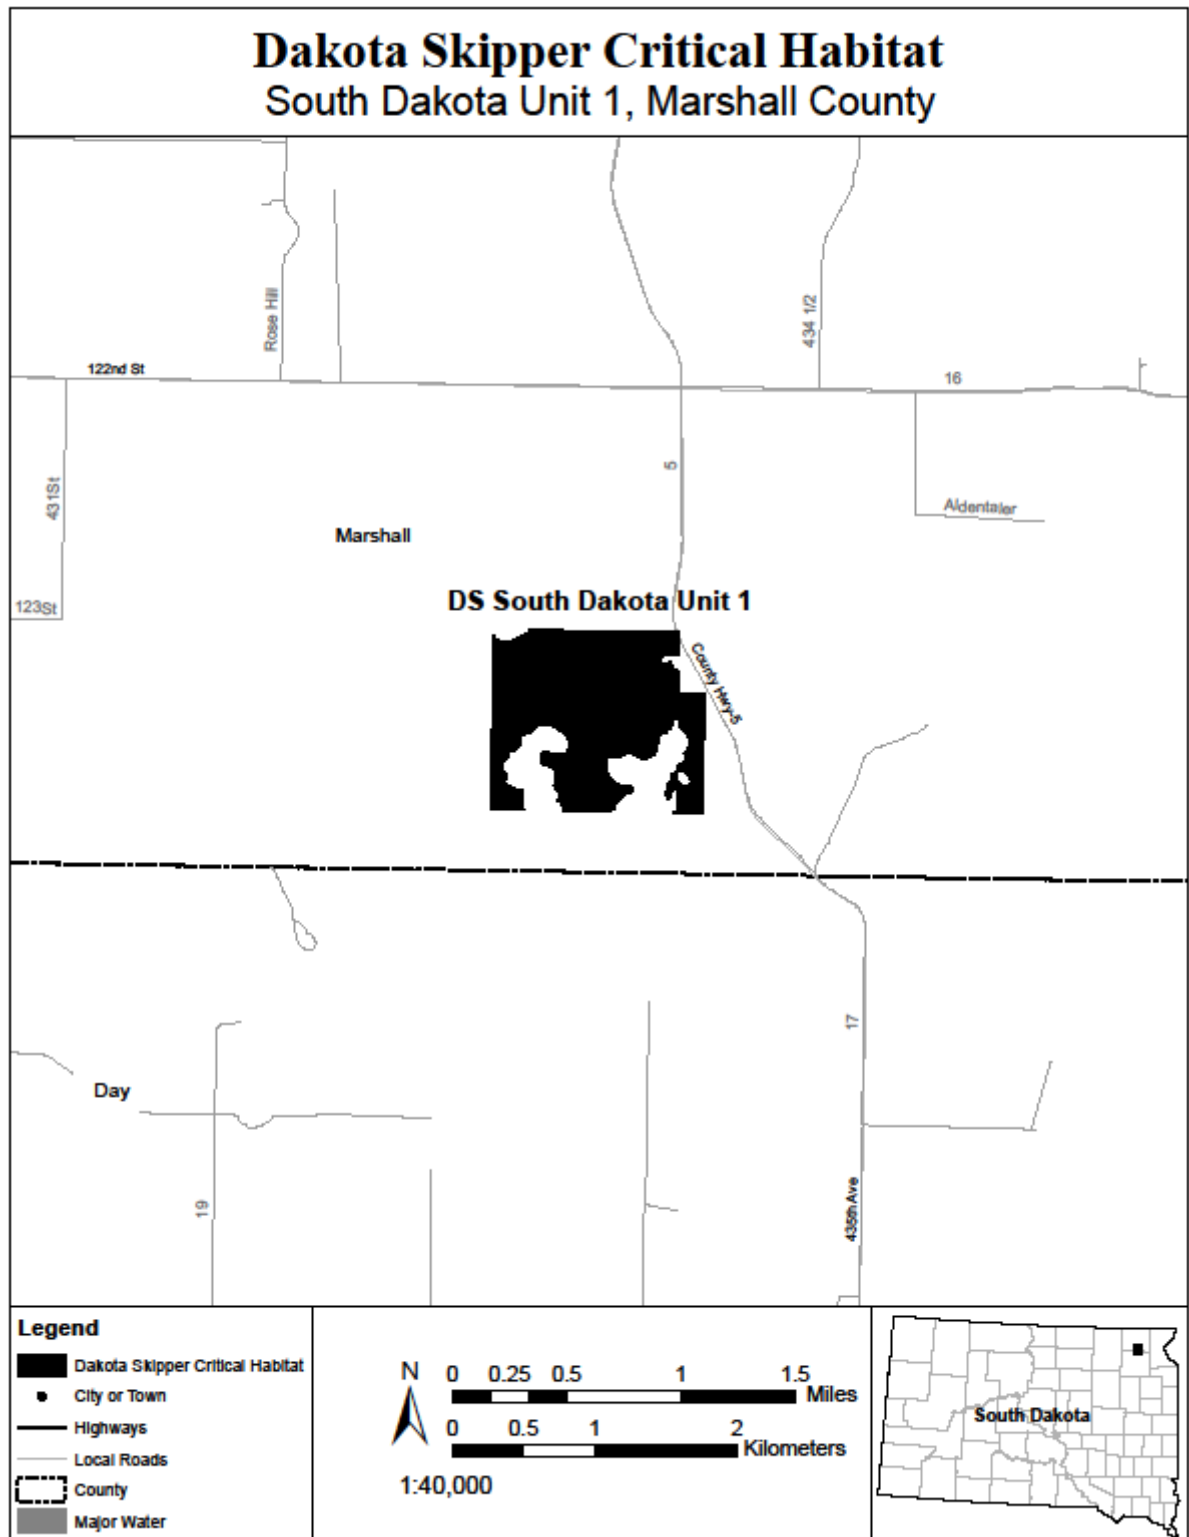 Dakota Skipper Critical Habitat
South Dakota Unit 1, Marshall County
Rose Hill
434 1/2
122nd St
16
431St
5
Aldentaler
Marshall
DS South Dakota Unit 1
123St
County Hwy-5
17
Day
19
435th Ave
Legend
Dakota Skipper Critical Habitat
City or Town
Highways
Local Roads
County
Major Water
N
0 0.25 0.5 1 1.5
Miles
0 0.5 1 2
Kilometers
1:40,000
South Dakota